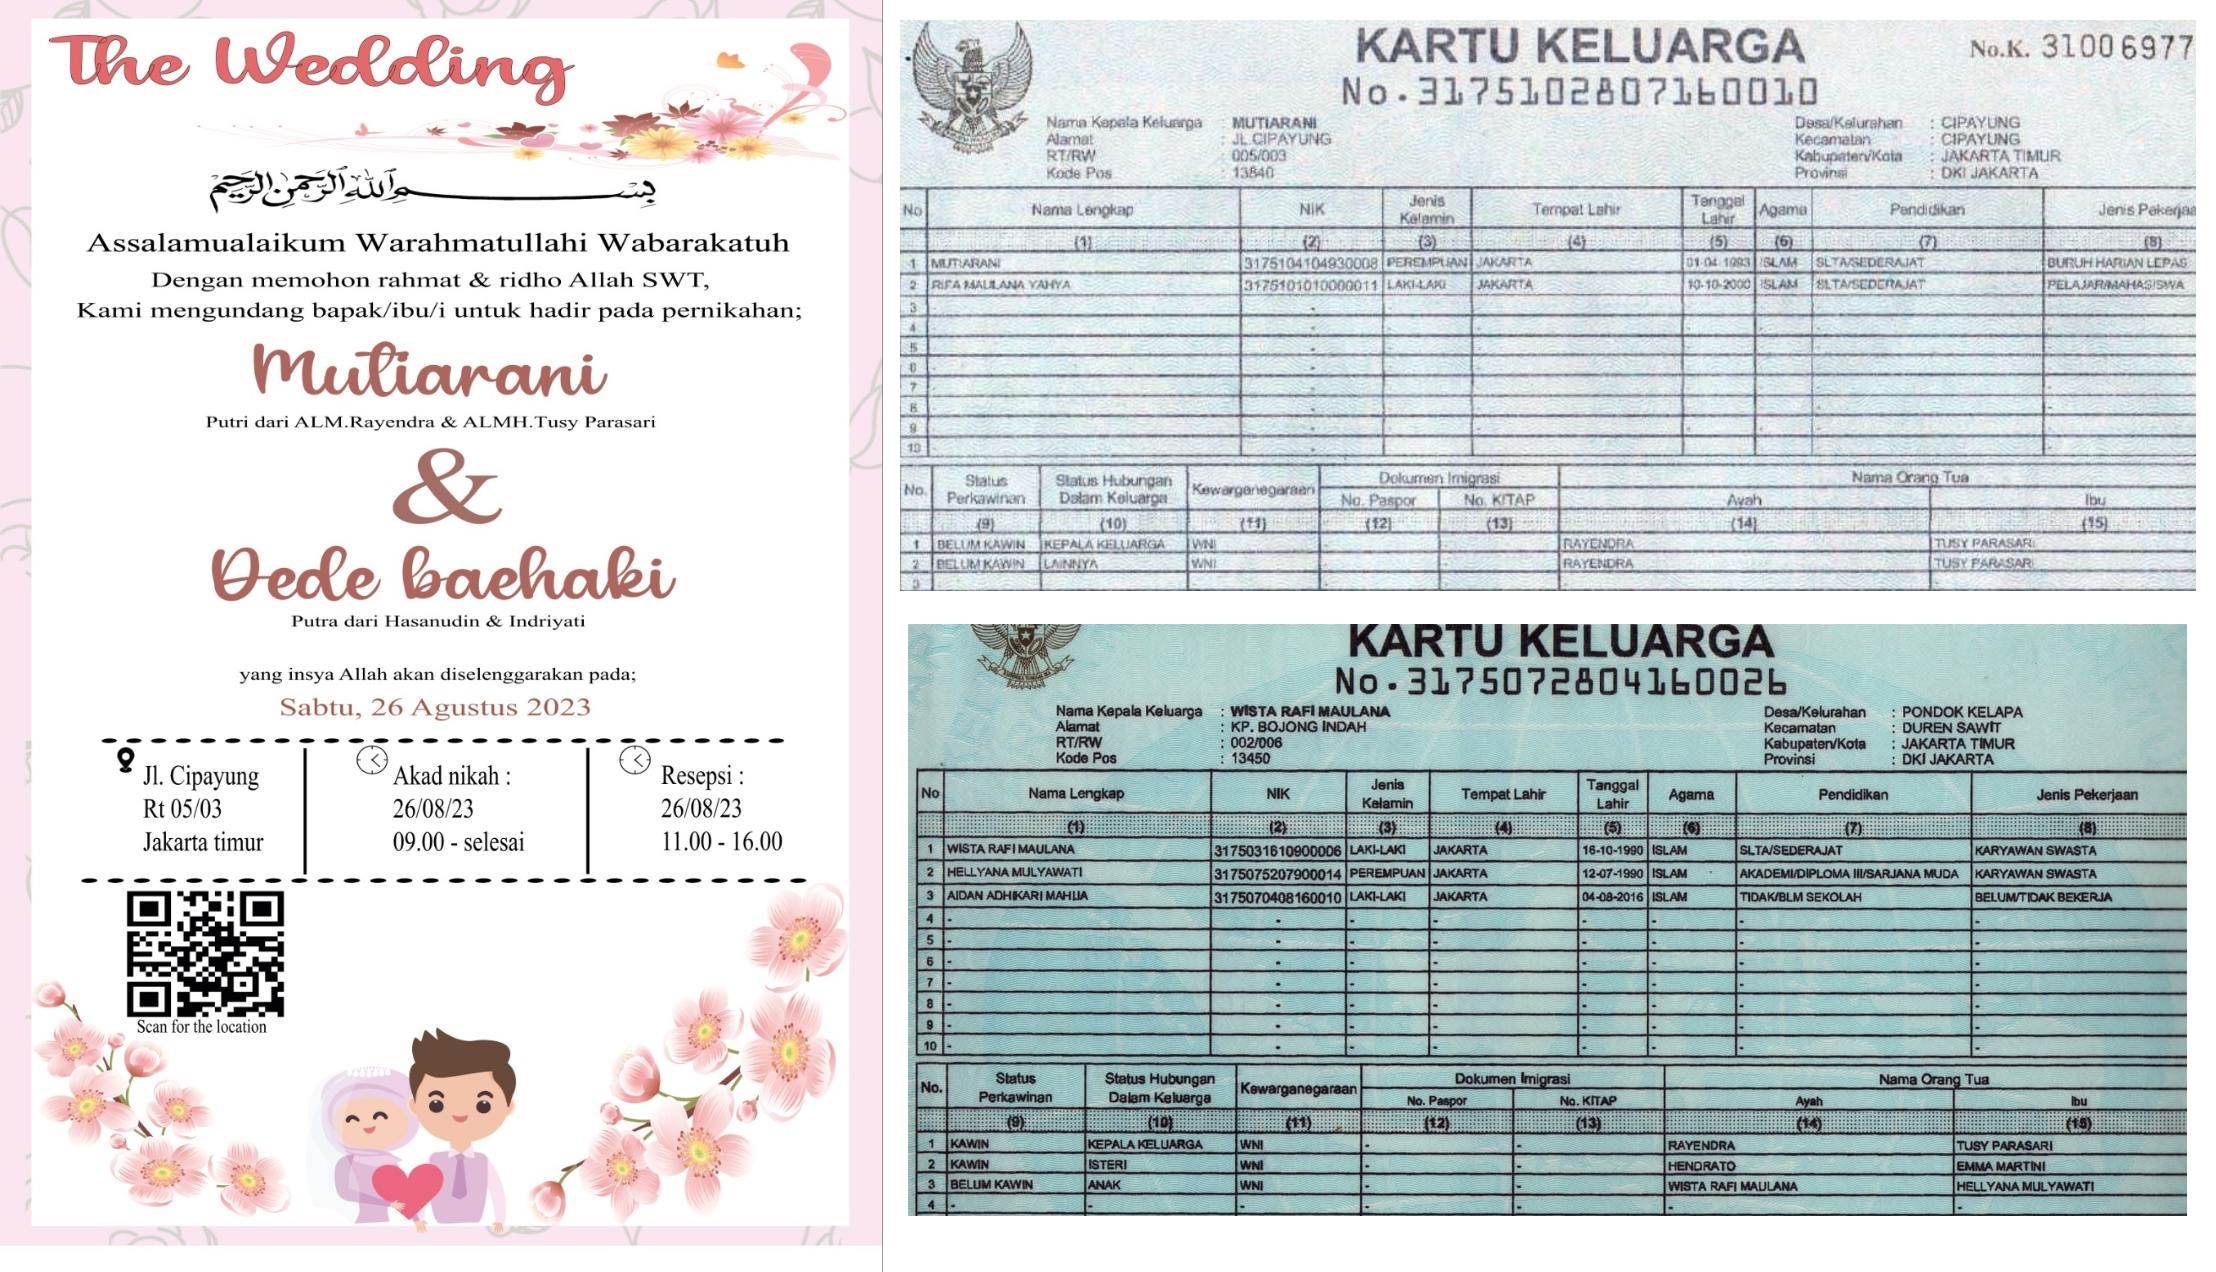 The Wedding
بِسْمِ اللهِ الرَّحْمٰنِ الرَّحِيْمِ
Assalamualaikum Warahmatullahi Wabarakatuh
Dengan memohon rahmat & ridho Allah SWT,
Kami mengundang bapak/ibu/i untuk hadir pada pernikahan;
Mutiarani
Putri dari ALM.Rayendra & ALMH.Tusy Parasari
&
Dede baehaki
Putra dari Hasanudin & Indriyati
yang insya Allah akan diselenggarakan pada;
Sabtu, 26 Agustus 2023
Jl. Cipayung
Rt 05/03
Jakarta timur
Akad nikah :
26/08/23
09.00 - selesai
Resepsi :
26/08/23
11.00 - 16.00
Scan for the location
KARTU KELUARGA
No.K. 31006977
No.3175102807160010
Nama Kepala Keluarga : MUTIARANI
Alamat : JL CIPAYUNG
RT/RW : 005/003
Kode Pos : 13840
Desa/Kelurahan : CIPAYUNG
Kecamatan : CIPAYUNG
Kabupaten/Kota : JAKARTA TIMUR
Provinsi : DKI JAKARTA
No Nama Lengkap NIK Jenis Kelamin Tempat Lahir Tanggal Lahir Agama Pendidikan Jenis Pekerjaa
(1) (2) (3) (4) (5) (6) (7) (8)
1 MUTIARANI 3175104104930008 PEREMPUAN JAKARTA 01-04-1993 ISLAM SLTA/SEDERAJAT BURUH HARIAN LEPAS
2 RIFA MAULANA YAHYA 3175101010000011 LAKI-LAKI JAKARTA 10-10-2000 ISLAM SLTA/SEDERAJAT PELAJAR/MAHASISWA
3 -
4 -
5 -
6 -
7 -
8 -
9 -
10 -
No. Status Perkawinan Status Hubungan Dalam Keluarga Kewarganegaraan Dokumen Imigrasi Nama Orang Tua
No. Paspor No. KITAP Ayah Ibu
(9) (10) (11) (12) (13) (14) (15)
1 BELUM KAWIN KEPALA KELUARGA WNI - - RAYENDRA TUSY PARASARI
2 BELUM KAWIN LAINNYA WNI - - RAYENDRA TUSY PARASARI
3
KARTU KELUARGA
No.3175072804160026
Nama Kepala Keluarga : WISTA RAFI MAULANA
Alamat : KP. BOJONG INDAH
RT/RW : 002/006
Kode Pos : 13450
Desa/Kelurahan : PONDOK KELAPA
Kecamatan : DUREN SAWIT
Kabupaten/Kota : JAKARTA TIMUR
Provinsi : DKI JAKARTA
No Nama Lengkap NIK Jenis Kelamin Tempat Lahir Tanggal Lahir Agama Pendidikan Jenis Pekerjaan
(1) (2) (3) (4) (5) (6) (7) (8)
1 WISTA RAFI MAULANA 3175031610900006 LAKI-LAKI JAKARTA 16-10-1990 ISLAM SLTA/SEDERAJAT KARYAWAN SWASTA
2 HELLYANA MULYAWATI 3175075207900014 PEREMPUAN JAKARTA 12-07-1990 ISLAM AKADEMI/DIPLOMA III/SARJANA MUDA KARYAWAN SWASTA
3 AIDAN ADHIKARI MAHIJA 3175070408160010 LAKI-LAKI JAKARTA 04-08-2016 ISLAM TIDAK/BLM SEKOLAH BELUM/TIDAK BEKERJA
4 -
5 -
6 -
7 -
8 -
9 -
10 -
No. Status Perkawinan Status Hubungan Dalam Keluarga Kewarganegaraan Dokumen Imigrasi Nama Orang Tua
No. Paspor No. KITAP Ayah Ibu
(9) (10) (11) (12) (13) (14) (15)
1 KAWIN KEPALA KELUARGA WNI - - RAYENDRA TUSY PARASARI
2 KAWIN ISTERI WNI - - HENDRATO EMMA MARTINI
3 BELUM KAWIN ANAK WNI - - WISTA RAFI MAULANA HELLYANA MULYAWATI
4 -